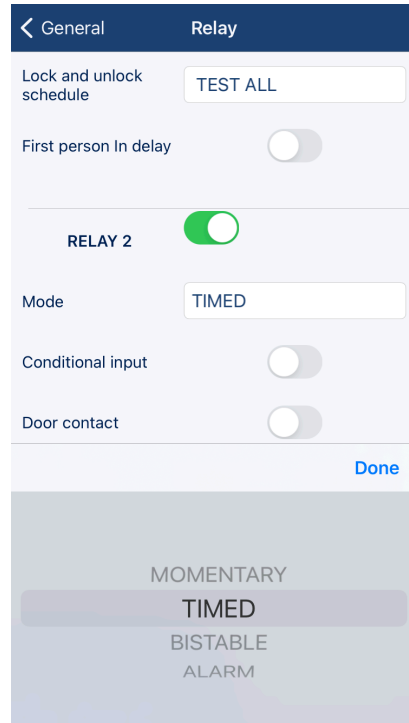 General
Relay
Lock and unlock
schedule
TEST ALL
First person In delay
RELAY 2
Mode
TIMED
Conditional input
Door contact
Done
MOMENTARY
TIMED
BISTABLE
ALARM